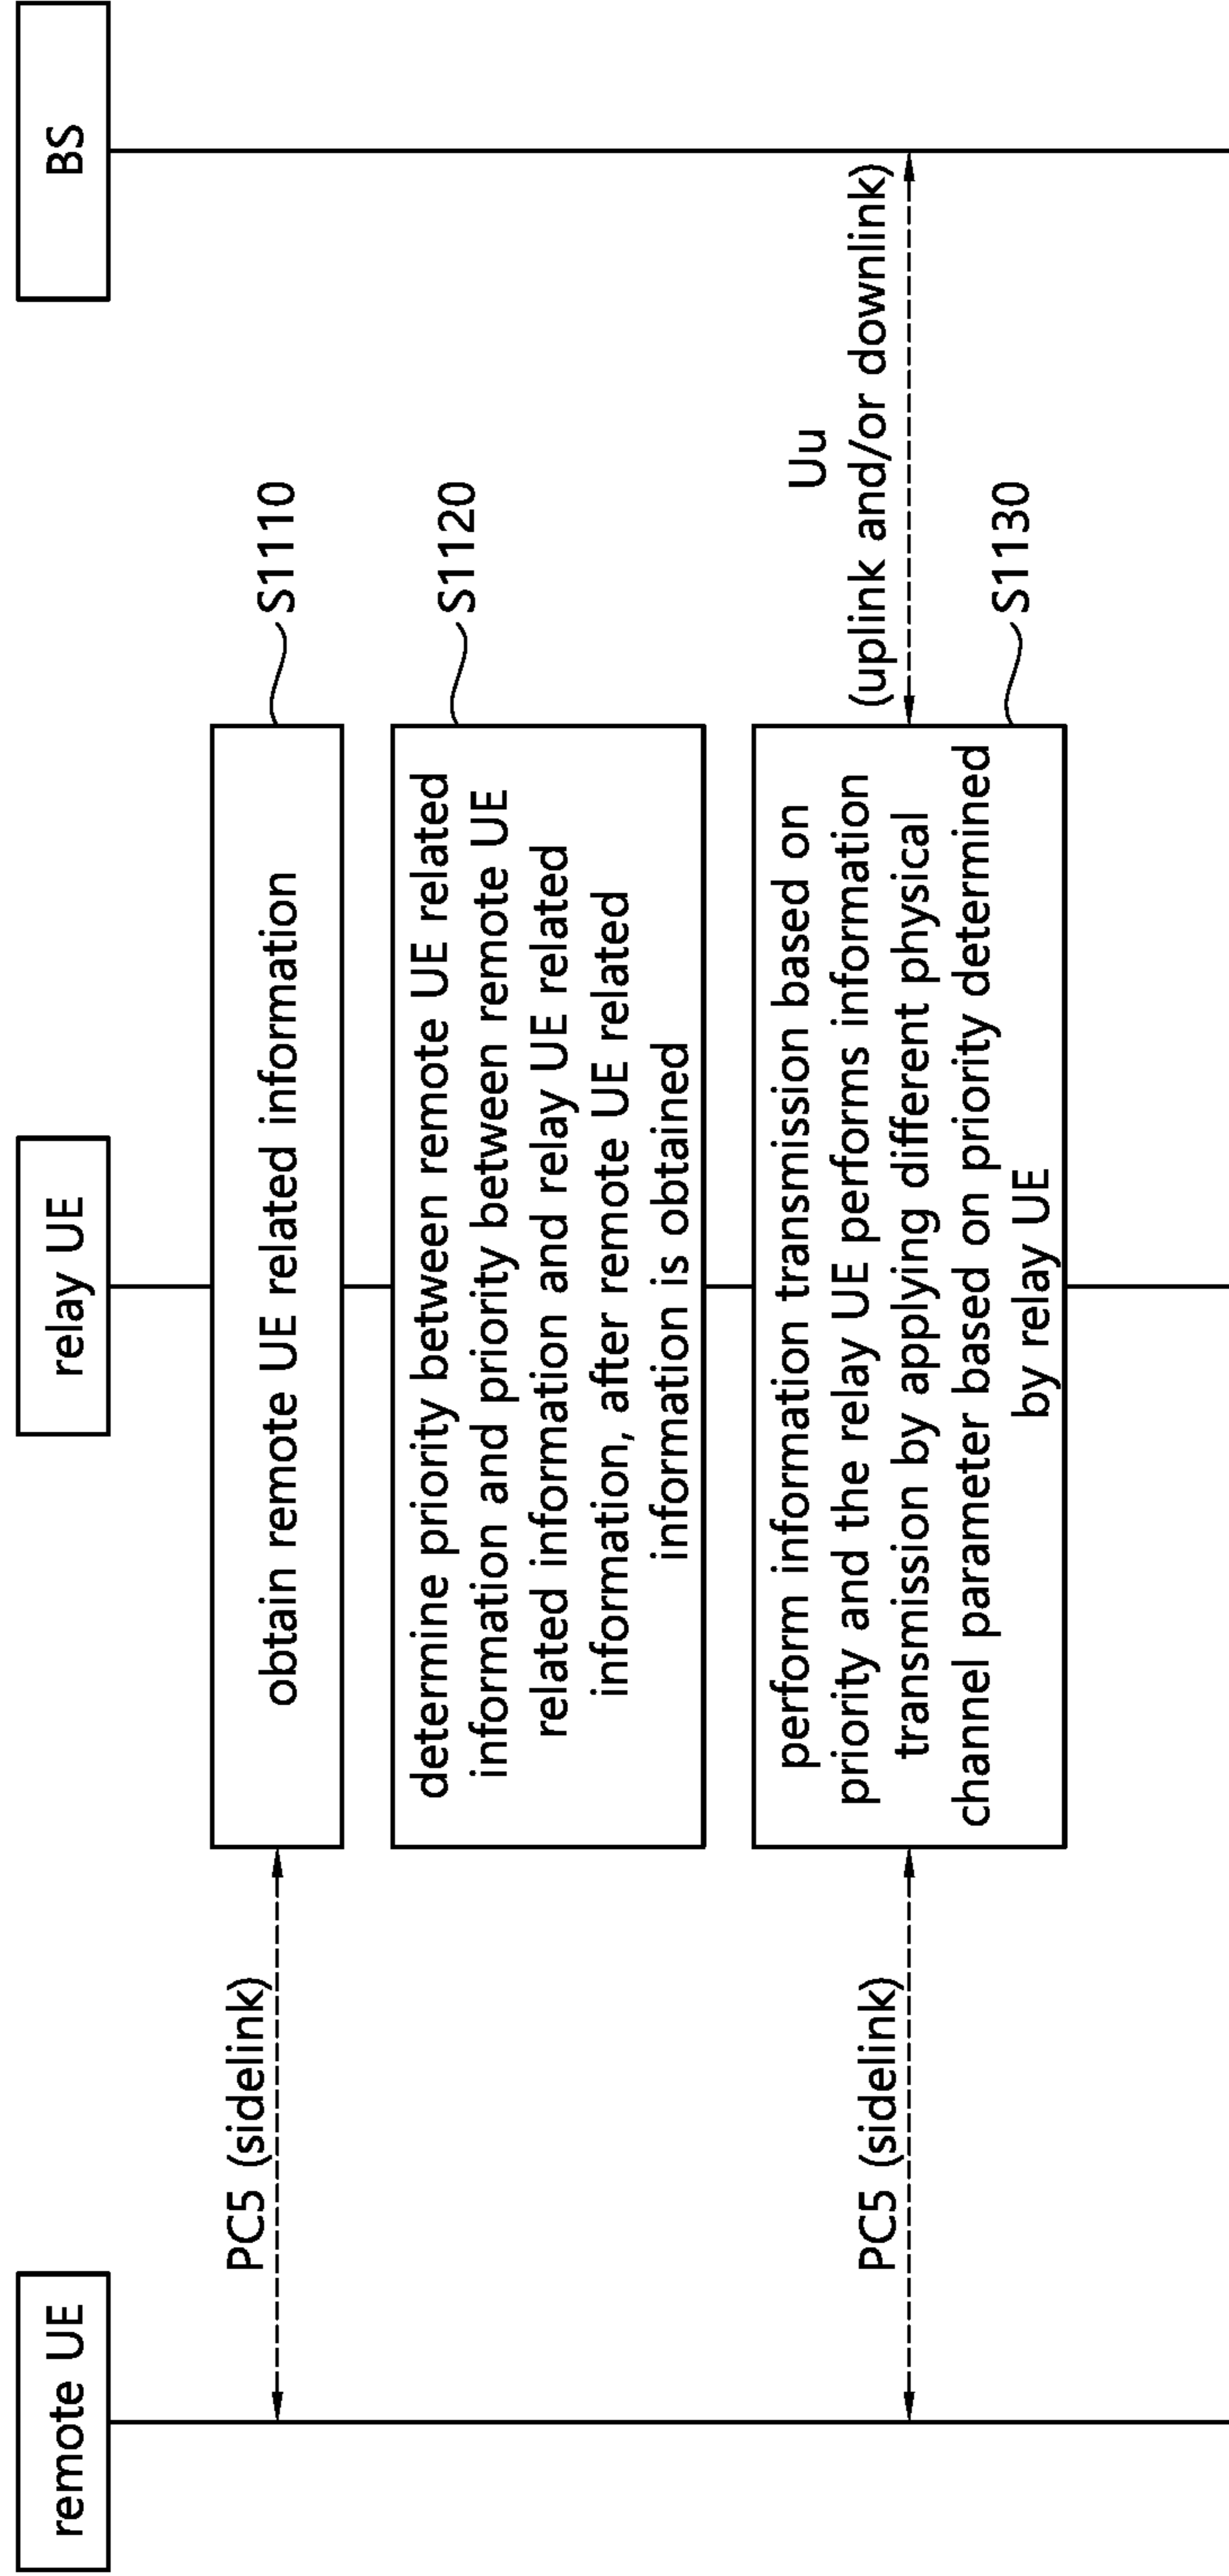 remote UE
relay UE
BS
PC5 (sidelink)
obtain remote UE related information
S1110
determine priority between remote UE related
information and priority between remote UE
related information and relay UE related
information, after remote UE related
information is obtained
S1120
PC5 (sidelink)
perform information transmission based on
priority and the relay UE performs information
transmission by applying different physical
channel parameter based on priority determined
by relay UE
Uu
(uplink and/or downlink)
S1130